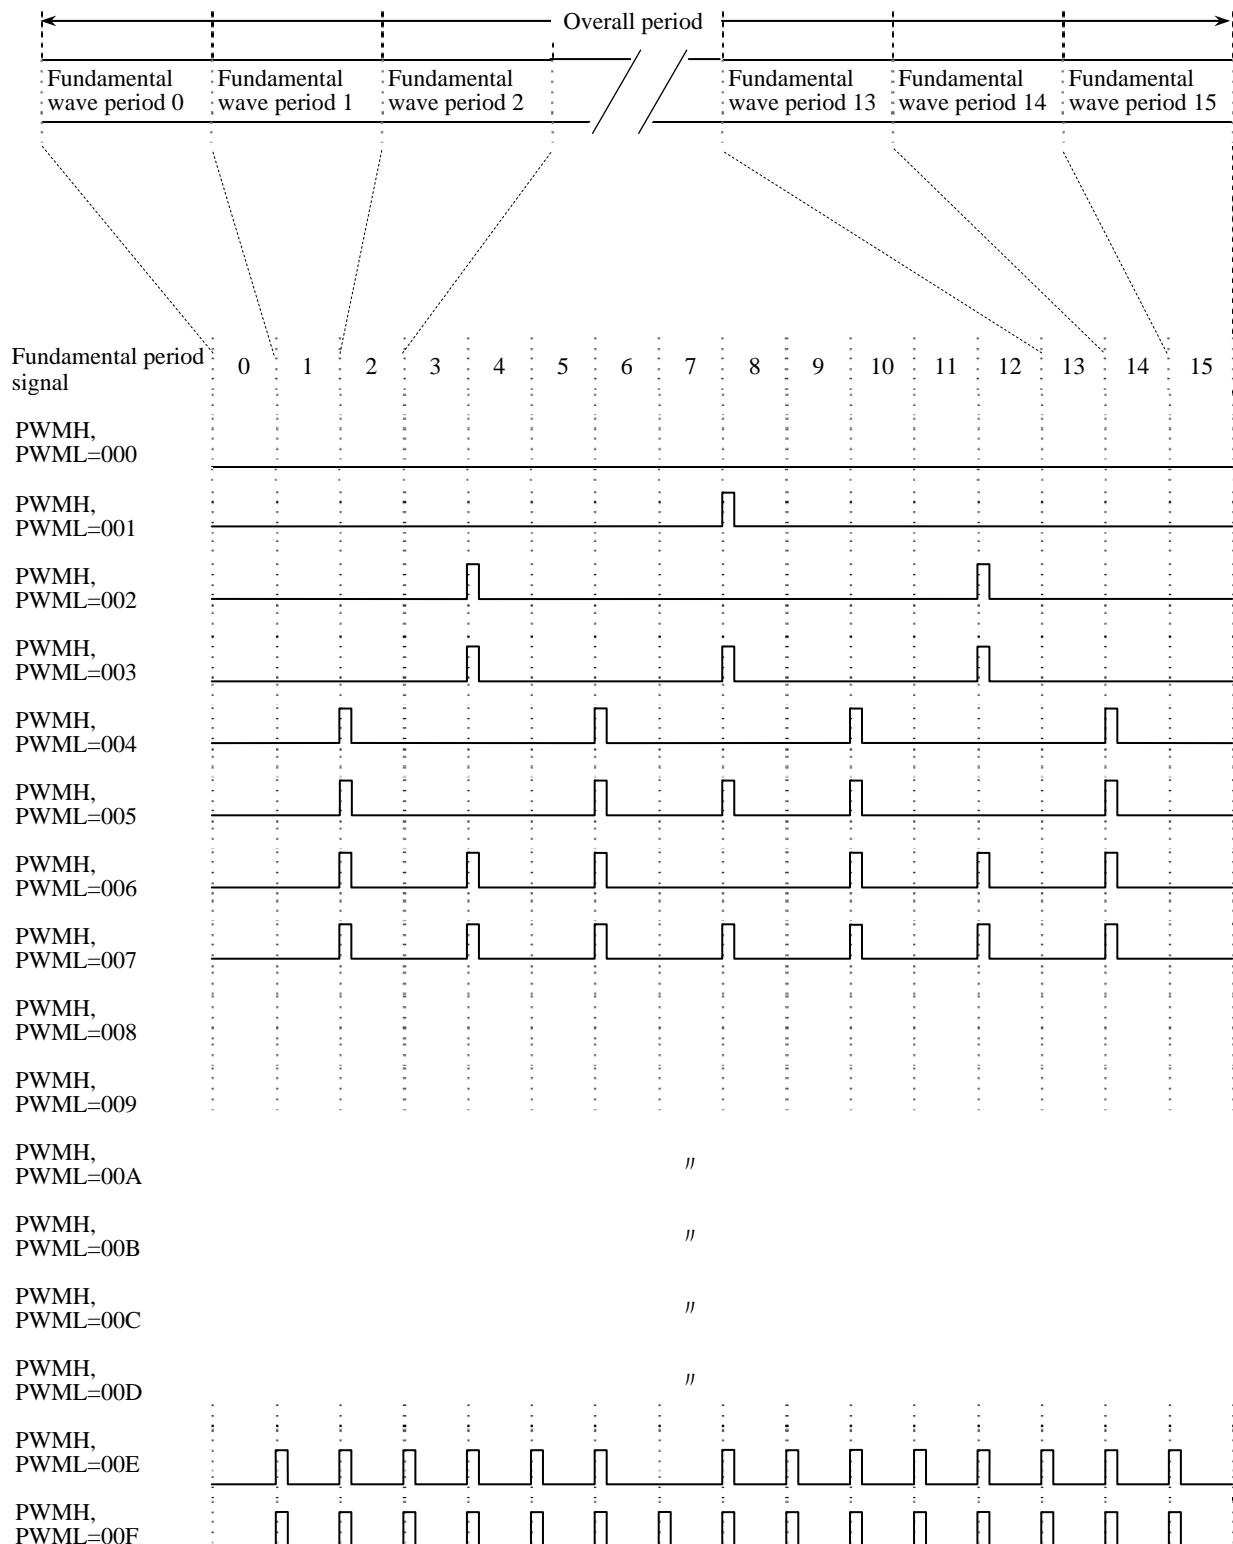 Overall period
Fundamental
wave period 0
Fundamental
wave period 1
Fundamental
wave period 2
Fundamental
wave period 13
Fundamental
wave period 14
Fundamental
wave period 15
Fundamental period
signal
0 1 2 3 4 5 6 7 8 9 10 11 12 13 14 15
PWMH,
PWML=000
PWMH,
PWML=001
PWMH,
PWML=002
PWMH,
PWML=003
PWMH,
PWML=004
PWMH,
PWML=005
PWMH,
PWML=006
PWMH,
PWML=007
PWMH,
PWML=008
PWMH,
PWML=009
PWMH,
PWML=00A
〃
PWMH,
PWML=00B
〃
PWMH,
PWML=00C
〃
PWMH,
PWML=00D
〃
PWMH,
PWML=00E
PWMH,
PWML=00F